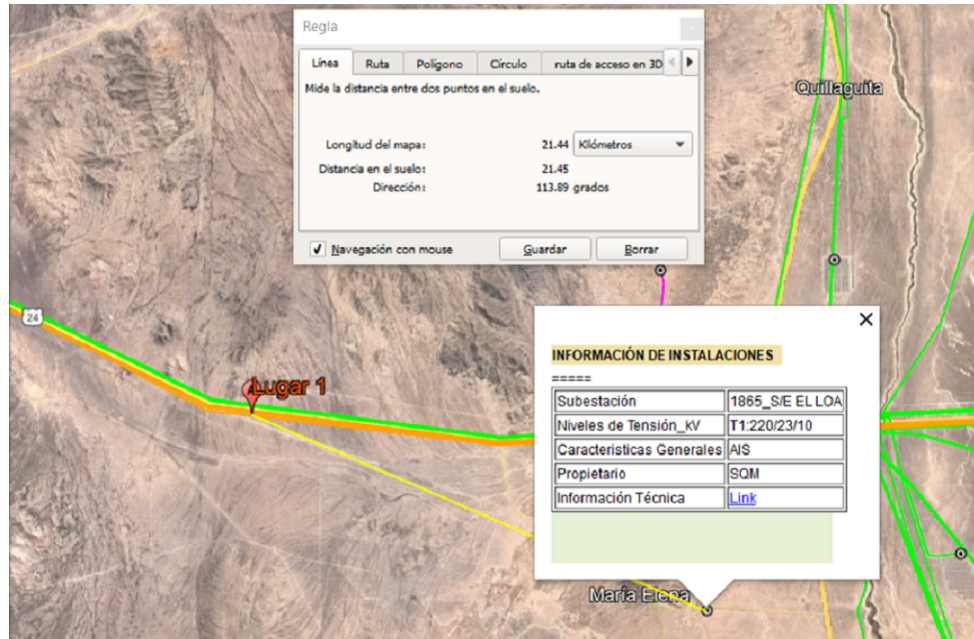 Regla
Línea Ruta Polígono Círculo ruta de acceso en 3D
Mide la distancia entre dos puntos en el suelo.
Longitud del mapa: 21.44 Kilómetros
Distancia en el suelo: 21.45
Dirección: 113.89 grados
Navegación con mouse Guardar Borrar
Quillaguita
24
Lugar 1
INFORMACIÓN DE INSTALACIONES
=====
Subestación 1865_S/E EL LOA
Niveles de Tensión_kV T1:220/23/10
Caracteristicas Generales AIS
Propietario SQM
Información Técnica Link
María Elena